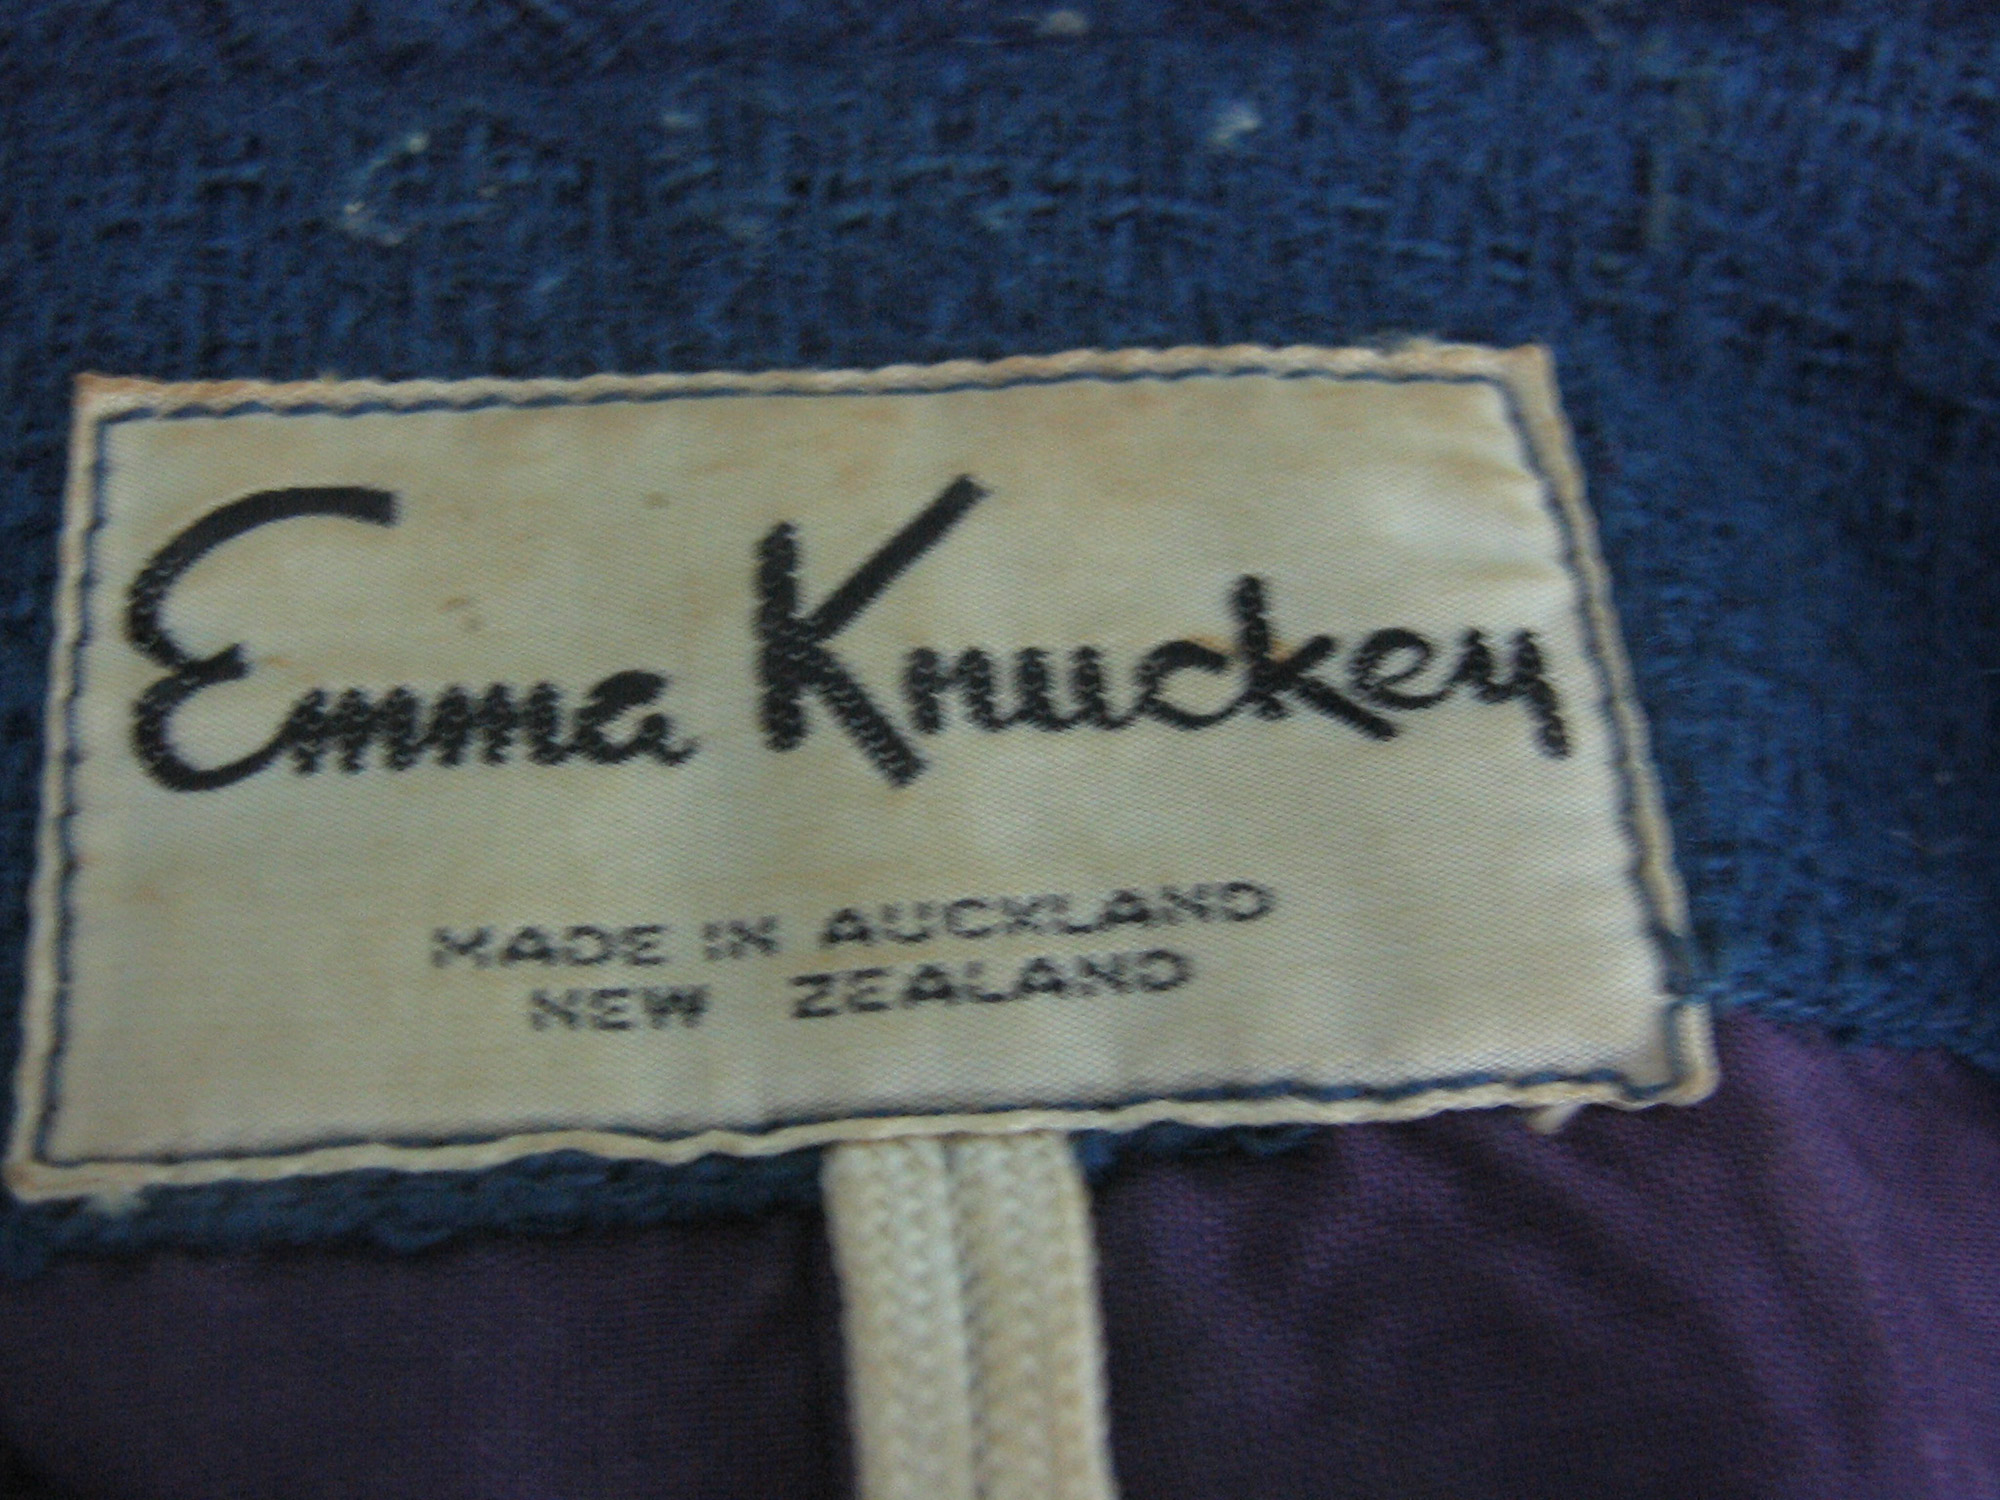 Emma Knuckey
MADE IN AUCKLAND
NEW ZEALAND